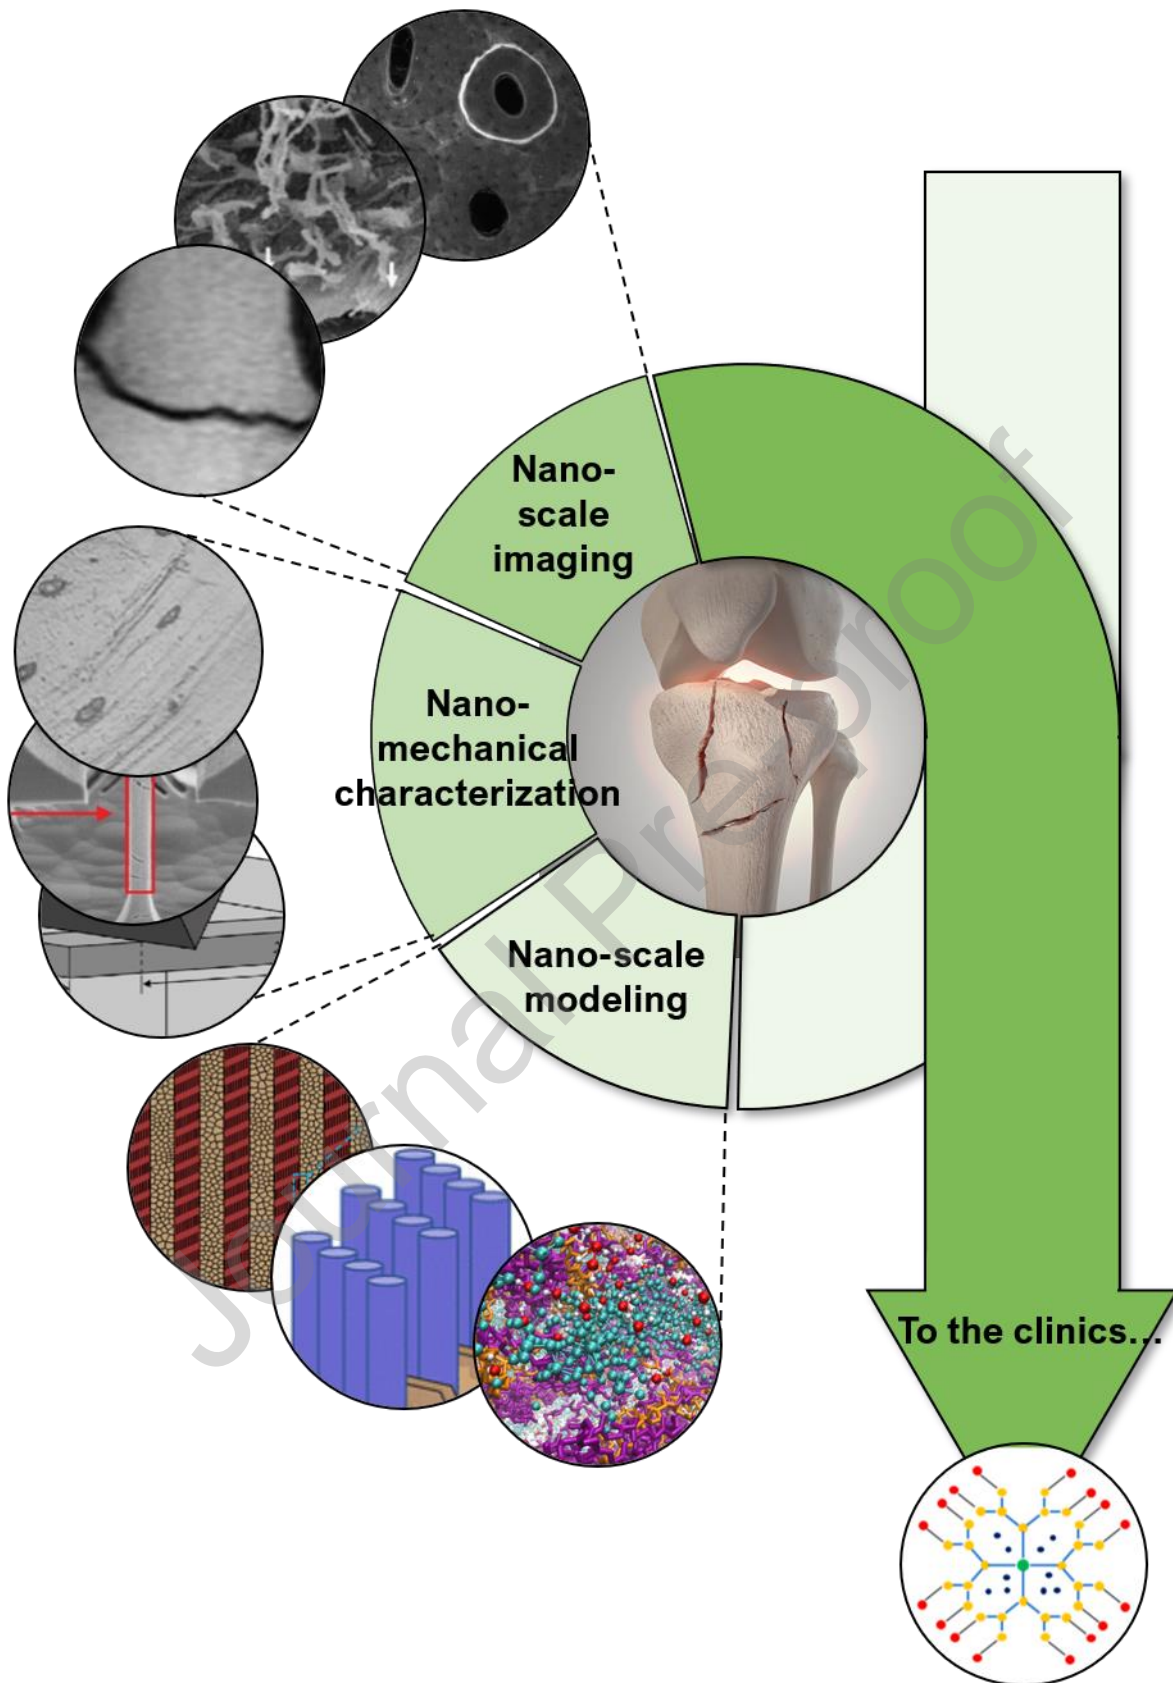 Nano-
scale
imaging
Nano-
mechanical
characterization
Nano-scale
modeling
To the clinics...
Journal Pre-proof